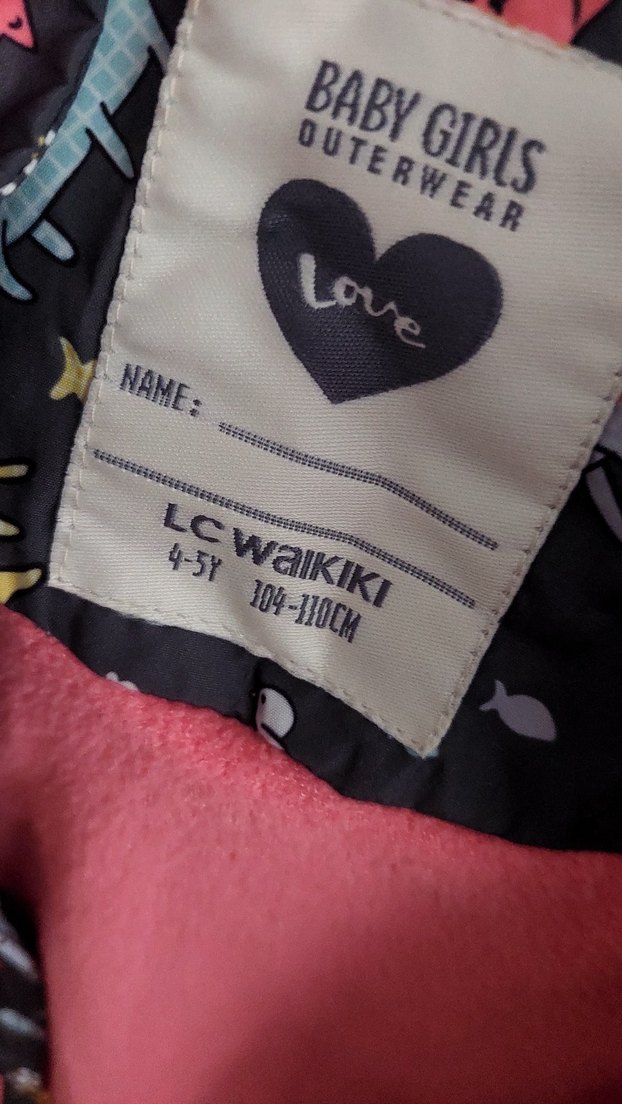 BABY GIRLS
OUTERWEAR
Love
NAME:
LC WAIKIKI
4-5Y 104-110CM